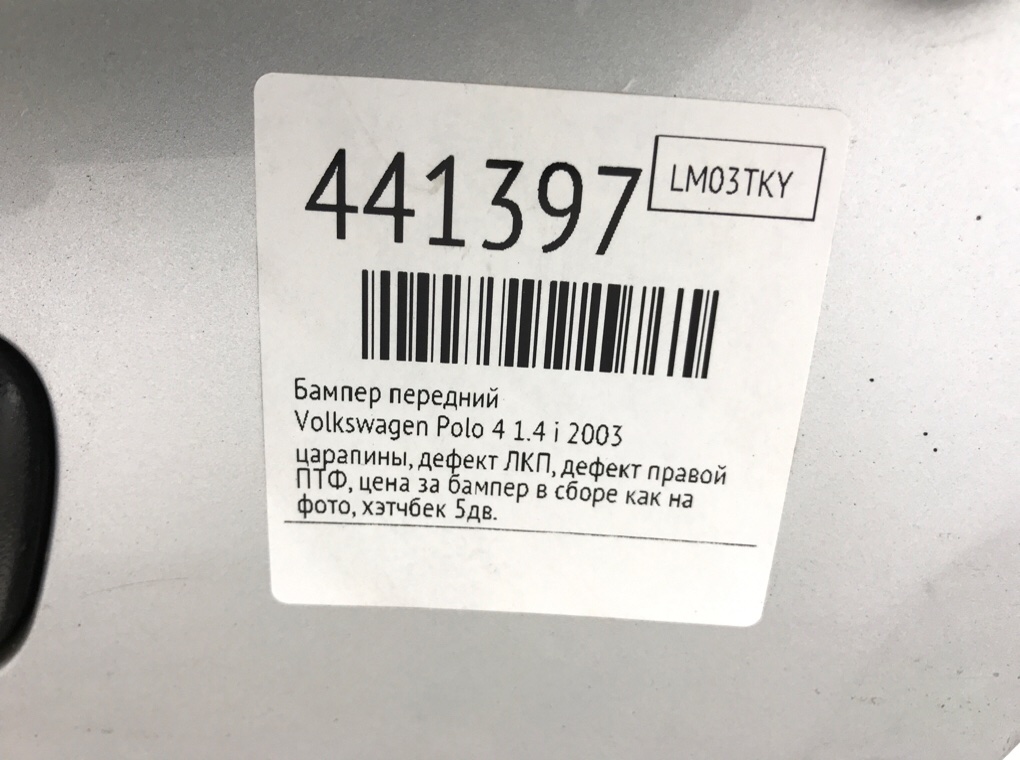 441397
LM03TKY
Бампер передний
Volkswagen Polo 4 1.4 i 2003
царапины, дефект ЛКП, дефект правой
ПТФ, цена за бампер в сборе как на
фото, хэтчбек 5дв.